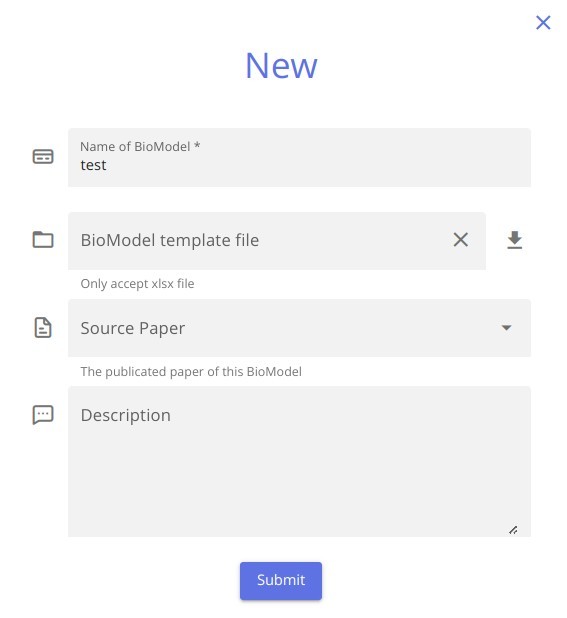 New
Name of BioModel *
test
BioModel template file
Only accept xlsx file
Source Paper
The publicated paper of this BioModel
Description
Submit